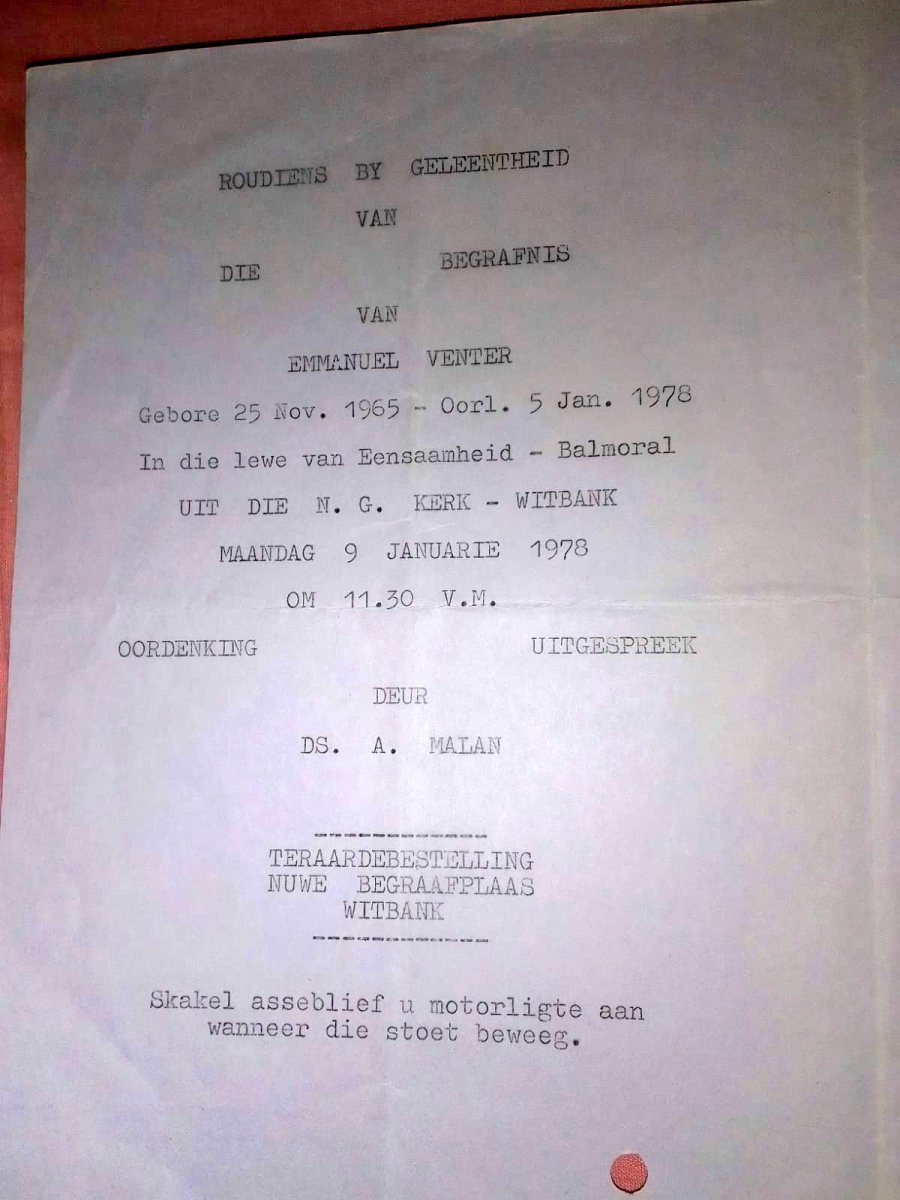 ROUDIENS BY GELEENTHEID
VAN
DIE BEGRAFNIS
VAN
EMMANUEL VENTER
Gebore 25 Nov. 1965 - Oorl. 5 Jan. 1978
In die lewe van Eensaamheid - Balmoral
UIT DIE N. G. KERK - WITBANK
MAANDAG 9 JANUARIE 1978
OM 11.30 V.M.
OORDENKING UITGESPREEK
DEUR
DS. A. MALAN
TERAARDEBESTELLING
NUWE BEGRAAFPLAAS
WITBANK
Skakel asseblief u motorligte aan
wanneer die stoet beweeg.